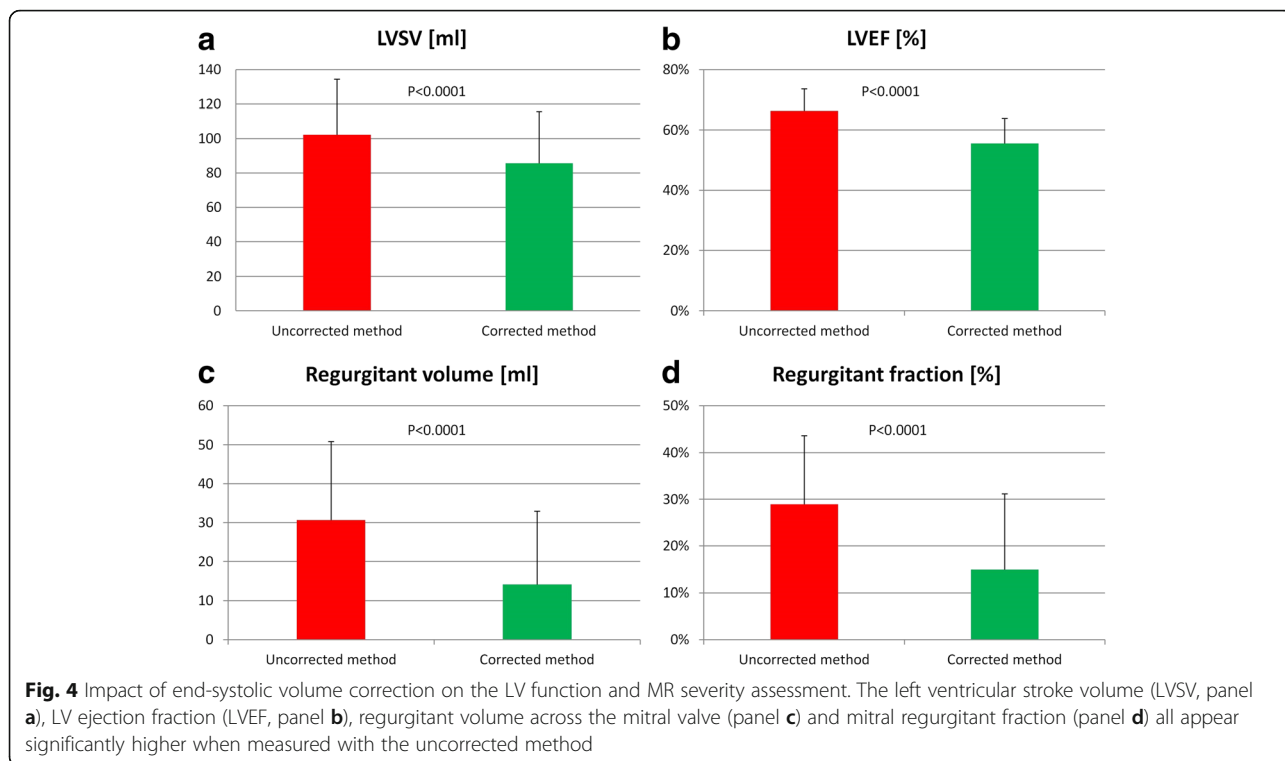 a LVSV [ml]
140
120
100
80
60
40
20
0
P<0.0001
Uncorrected method Corrected method
b LVEF [%]
80%
60%
40%
20%
0%
P<0.0001
Uncorrected method Corrected method
c Regurgitant volume [ml]
60
50
40
30
20
10
0
P<0.0001
Uncorrected method Corrected method
d Regurgitant fraction [%]
50%
40%
30%
20%
10%
0%
P<0.0001
Uncorrected method Corrected method
Fig. 4 Impact of end-systolic volume correction on the LV function and MR severity assessment. The left ventricular stroke volume (LVSV, panel
a), LV ejection fraction (LVEF, panel b), regurgitant volume across the mitral valve (panel c) and mitral regurgitant fraction (panel d) all appear
significantly higher when measured with the uncorrected method